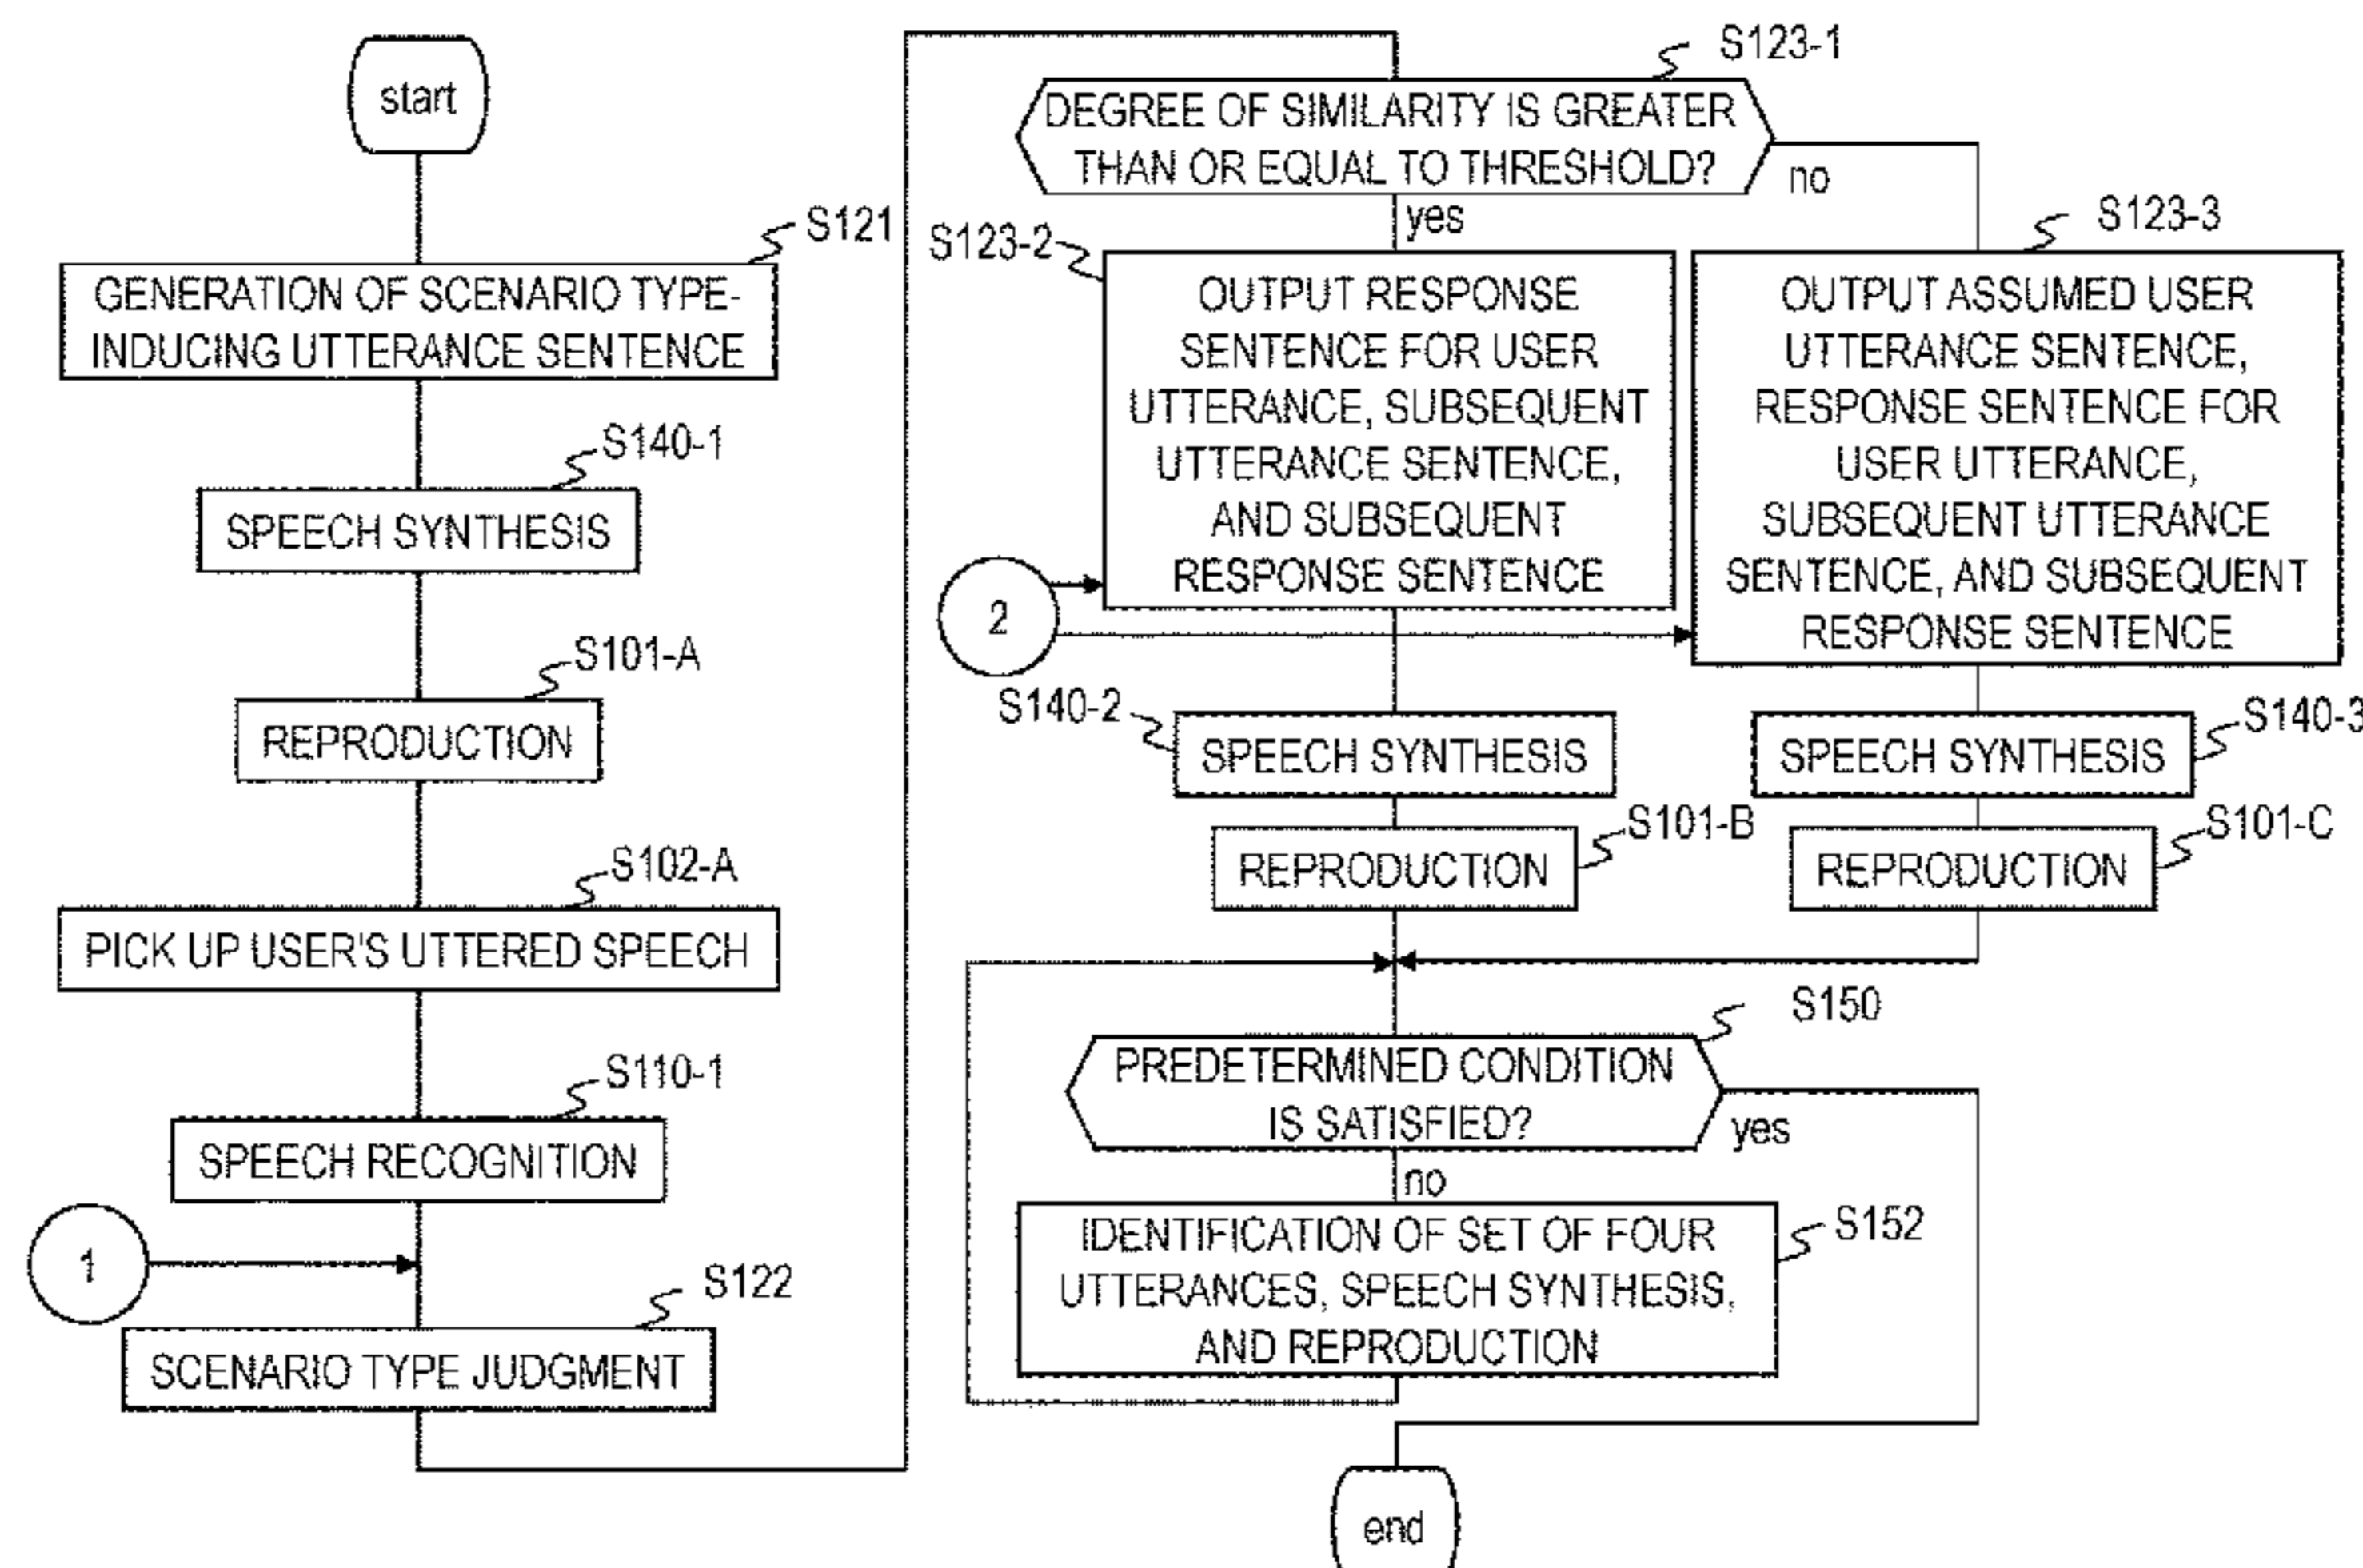 start
S121
GENERATION OF SCENARIO TYPE-
INDUCING UTTERANCE SENTENCE
S140-1
SPEECH SYNTHESIS
S101-A
REPRODUCTION
S102-A
PICK UP USER'S UTTERED SPEECH
S110-1
SPEECH RECOGNITION
1
S122
SCENARIO TYPE JUDGMENT
S123-1
DEGREE OF SIMILARITY IS GREATER
THAN OR EQUAL TO THRESHOLD?
no
yes
S123-2
OUTPUT RESPONSE
SENTENCE FOR USER
UTTERANCE, SUBSEQUENT
UTTERANCE SENTENCE,
AND SUBSEQUENT
RESPONSE SENTENCE
S123-3
OUTPUT ASSUMED USER
UTTERANCE SENTENCE,
RESPONSE SENTENCE FOR
USER UTTERANCE,
SUBSEQUENT UTTERANCE
SENTENCE, AND SUBSEQUENT
RESPONSE SENTENCE
2
S140-2
SPEECH SYNTHESIS
S140-3
SPEECH SYNTHESIS
S101-B
REPRODUCTION
S101-C
REPRODUCTION
S150
PREDETERMINED CONDITION
IS SATISFIED?
yes
no
S152
IDENTIFICATION OF SET OF FOUR
UTTERANCES, SPEECH SYNTHESIS,
AND REPRODUCTION
end